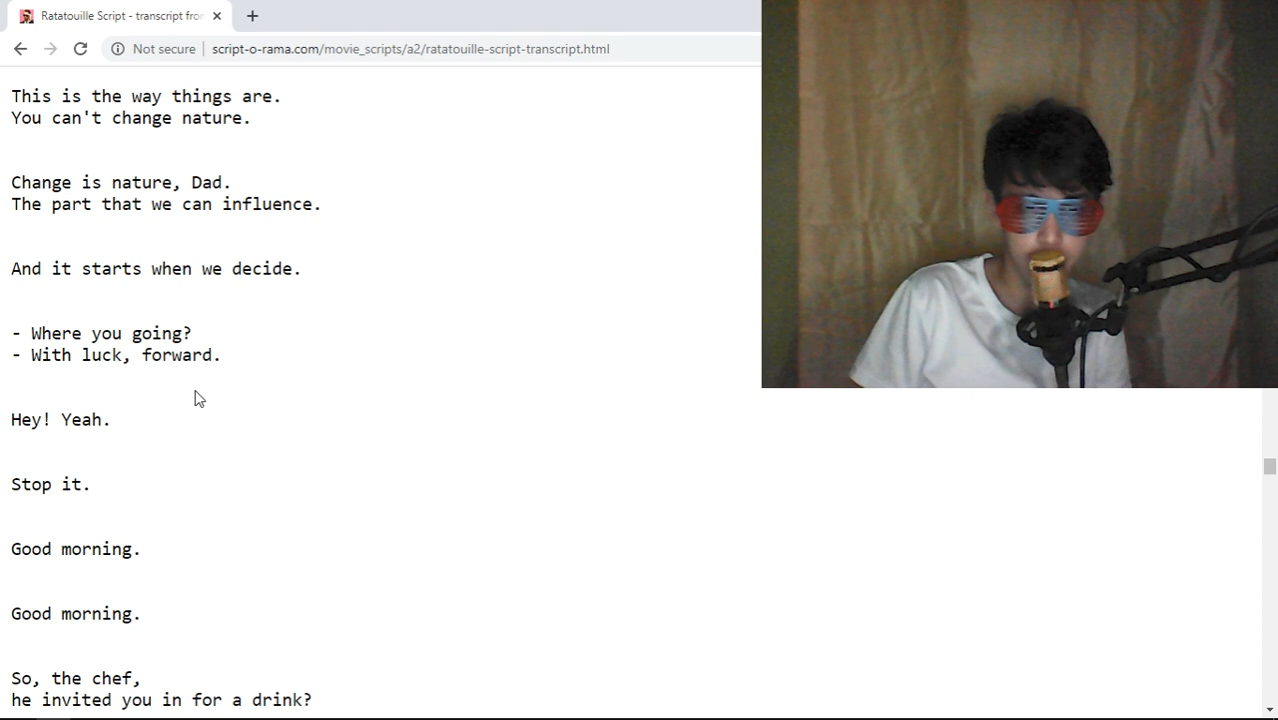 Ratatouille Script - transcript fror
Not secure
script-o-rama.com/movie_scripts/a2/ratatouille-script-transcript.html
This is the way things are.
You can't change nature.
Change is nature, Dad.
The part that we can influence.
And it starts when we decide.
- Where you going?
- With luck, forward.
Hey! Yeah.
Stop it.
Good morning.
Good morning.
So, the chef,
he invited you in for a drink?